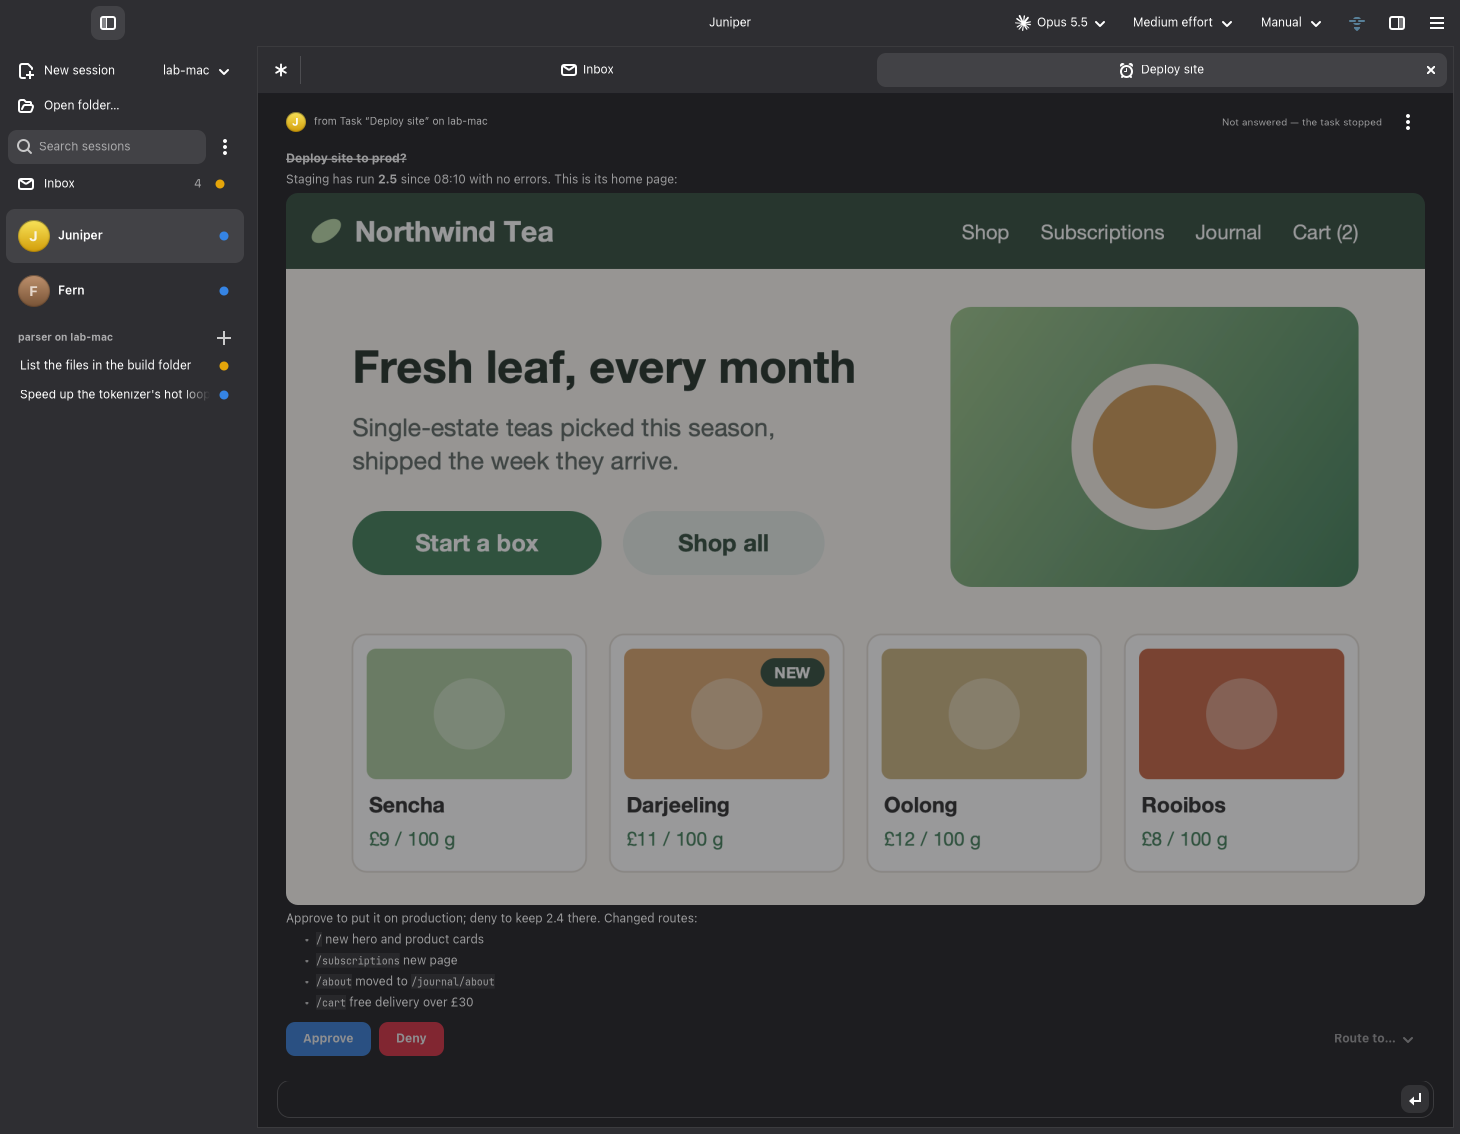 Juniper
Opus 5.5
Medium effort
Manual
New session
lab-mac
Open folder...
Search sessions
Inbox
4
J
Juniper
F
Fern
parser on lab-mac
List the files in the build folder
Speed up the tokenizer's hot loop
Inbox
Deploy site
J
from Task “Deploy site” on lab-mac
Not answered — the task stopped
Deploy site to prod?
Staging has run 2.5 since 08:10 with no errors. This is its home page:
Northwind Tea
Shop
Subscriptions
Journal
Cart (2)
Fresh leaf, every month
Single-estate teas picked this season,
shipped the week they arrive.
Start a box
Shop all
NEW
Sencha
£9 / 100 g
Darjeeling
£11 / 100 g
Oolong
£12 / 100 g
Rooibos
£8 / 100 g
Approve to put it on production; deny to keep 2.4 there. Changed routes:
- / new hero and product cards
- /subscriptions new page
- /about moved to /journal/about
- /cart free delivery over £30
Approve
Deny
Route to...